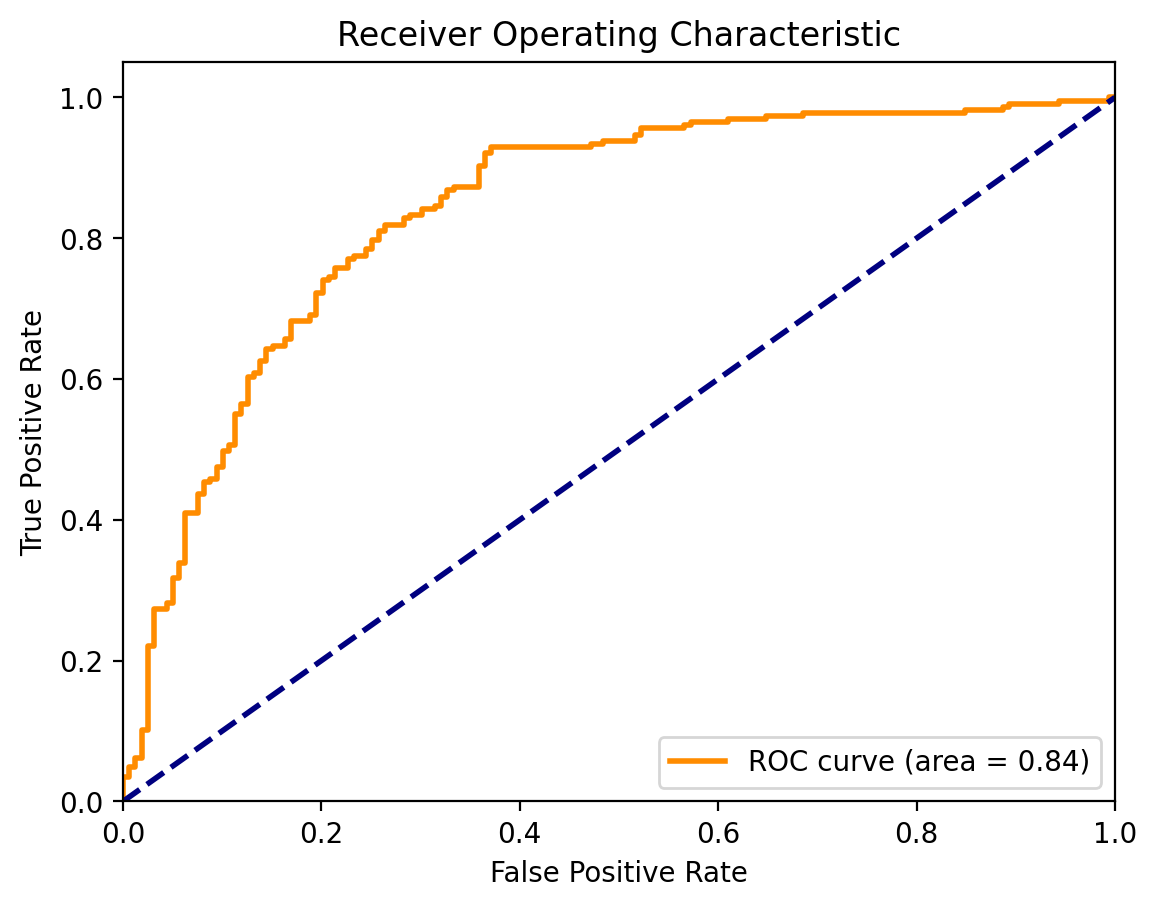 Receiver Operating Characteristic
1.0
0.8
0.6
0.4
0.2
0.0
True Positive Rate
ROC curve (area = 0.84)
0.0 0.2 0.4 0.6 0.8 1.0
False Positive Rate